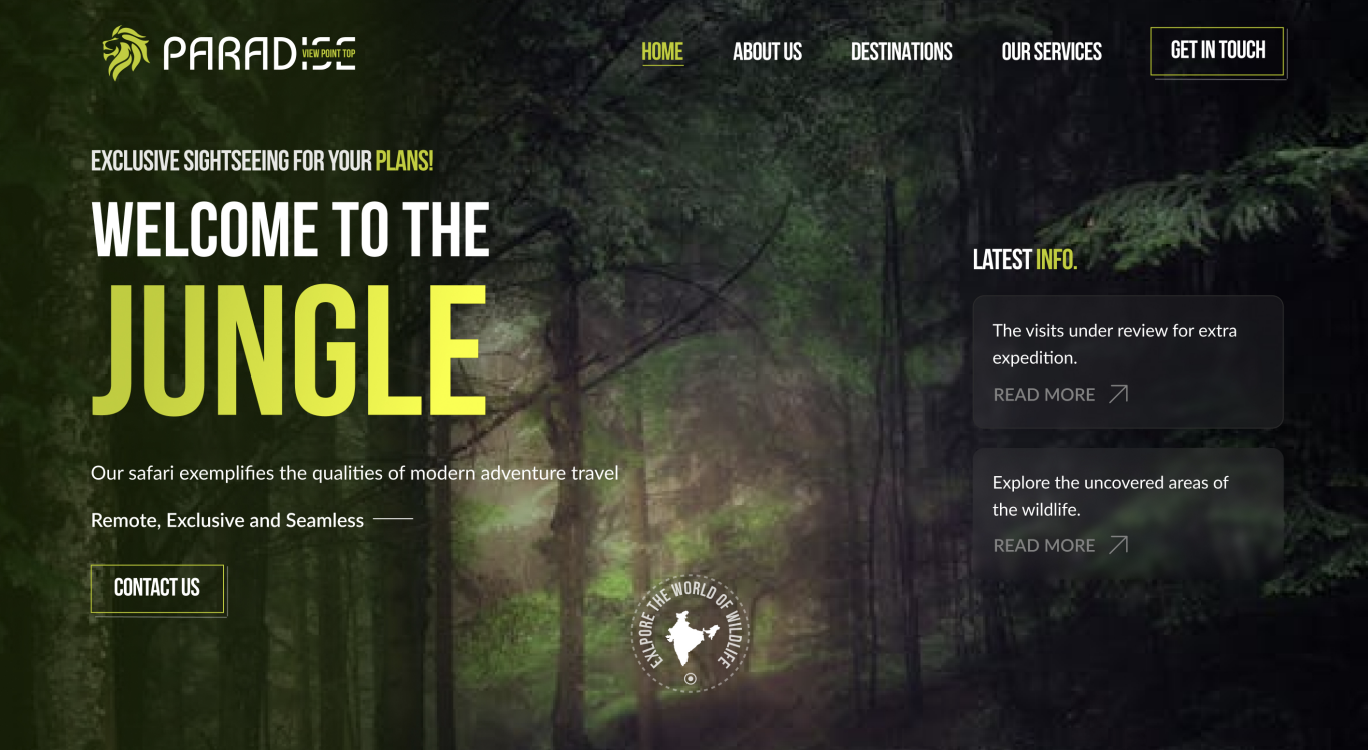 PARADISE
VIEW POINT TOP
HOME
ABOUT US
DESTINATIONS
OUR SERVICES
GET IN TOUCH
EXCLUSIVE SIGHTSEEING FOR YOUR PLANS!
WELCOME TO THE
JUNGLE
Our safari exemplifies the qualities of modern adventure travel
Remote, Exclusive and Seamless
CONTACT US
EXLPORE THE WORLD OF WILDLIFE
LATEST INFO.
The visits under review for extra
expedition.
READ MORE
Explore the uncovered areas of
the wildlife.
READ MORE